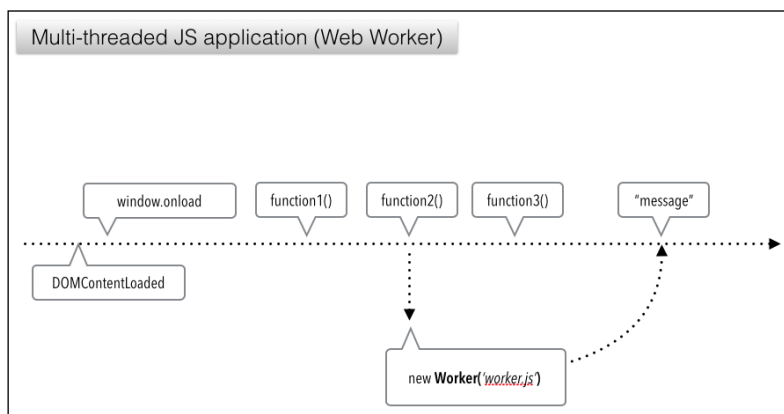 Multi-threaded JS application (Web Worker)
window.onload
function1()
function2()
function3()
"message"
DOMContentLoaded
new Worker('worker.js')